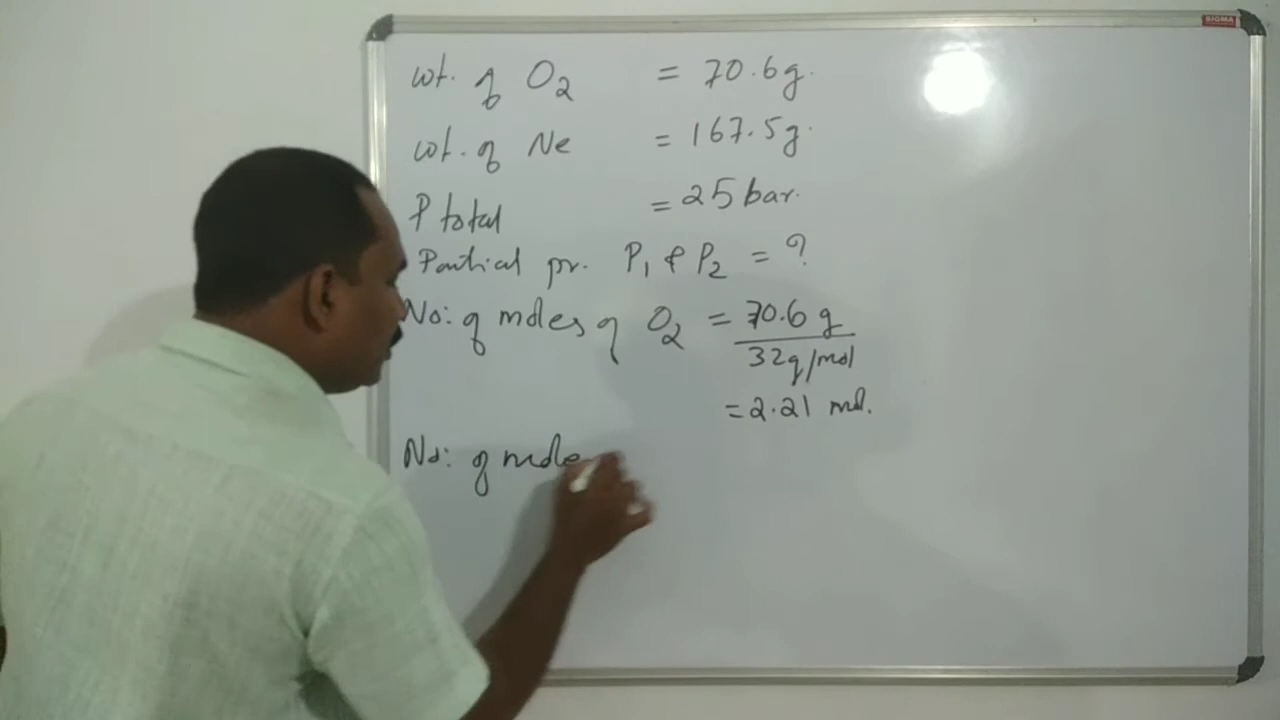 SIGMA
wt. of O2 = 70.6g.
wt. of Ne = 167.5g.
P total = 25 bar.
Partial pr. P1 & P2 = ?
No: of moles of O2 = 70.6 g
32g/mol
= 2.21 mol.
No: of mole